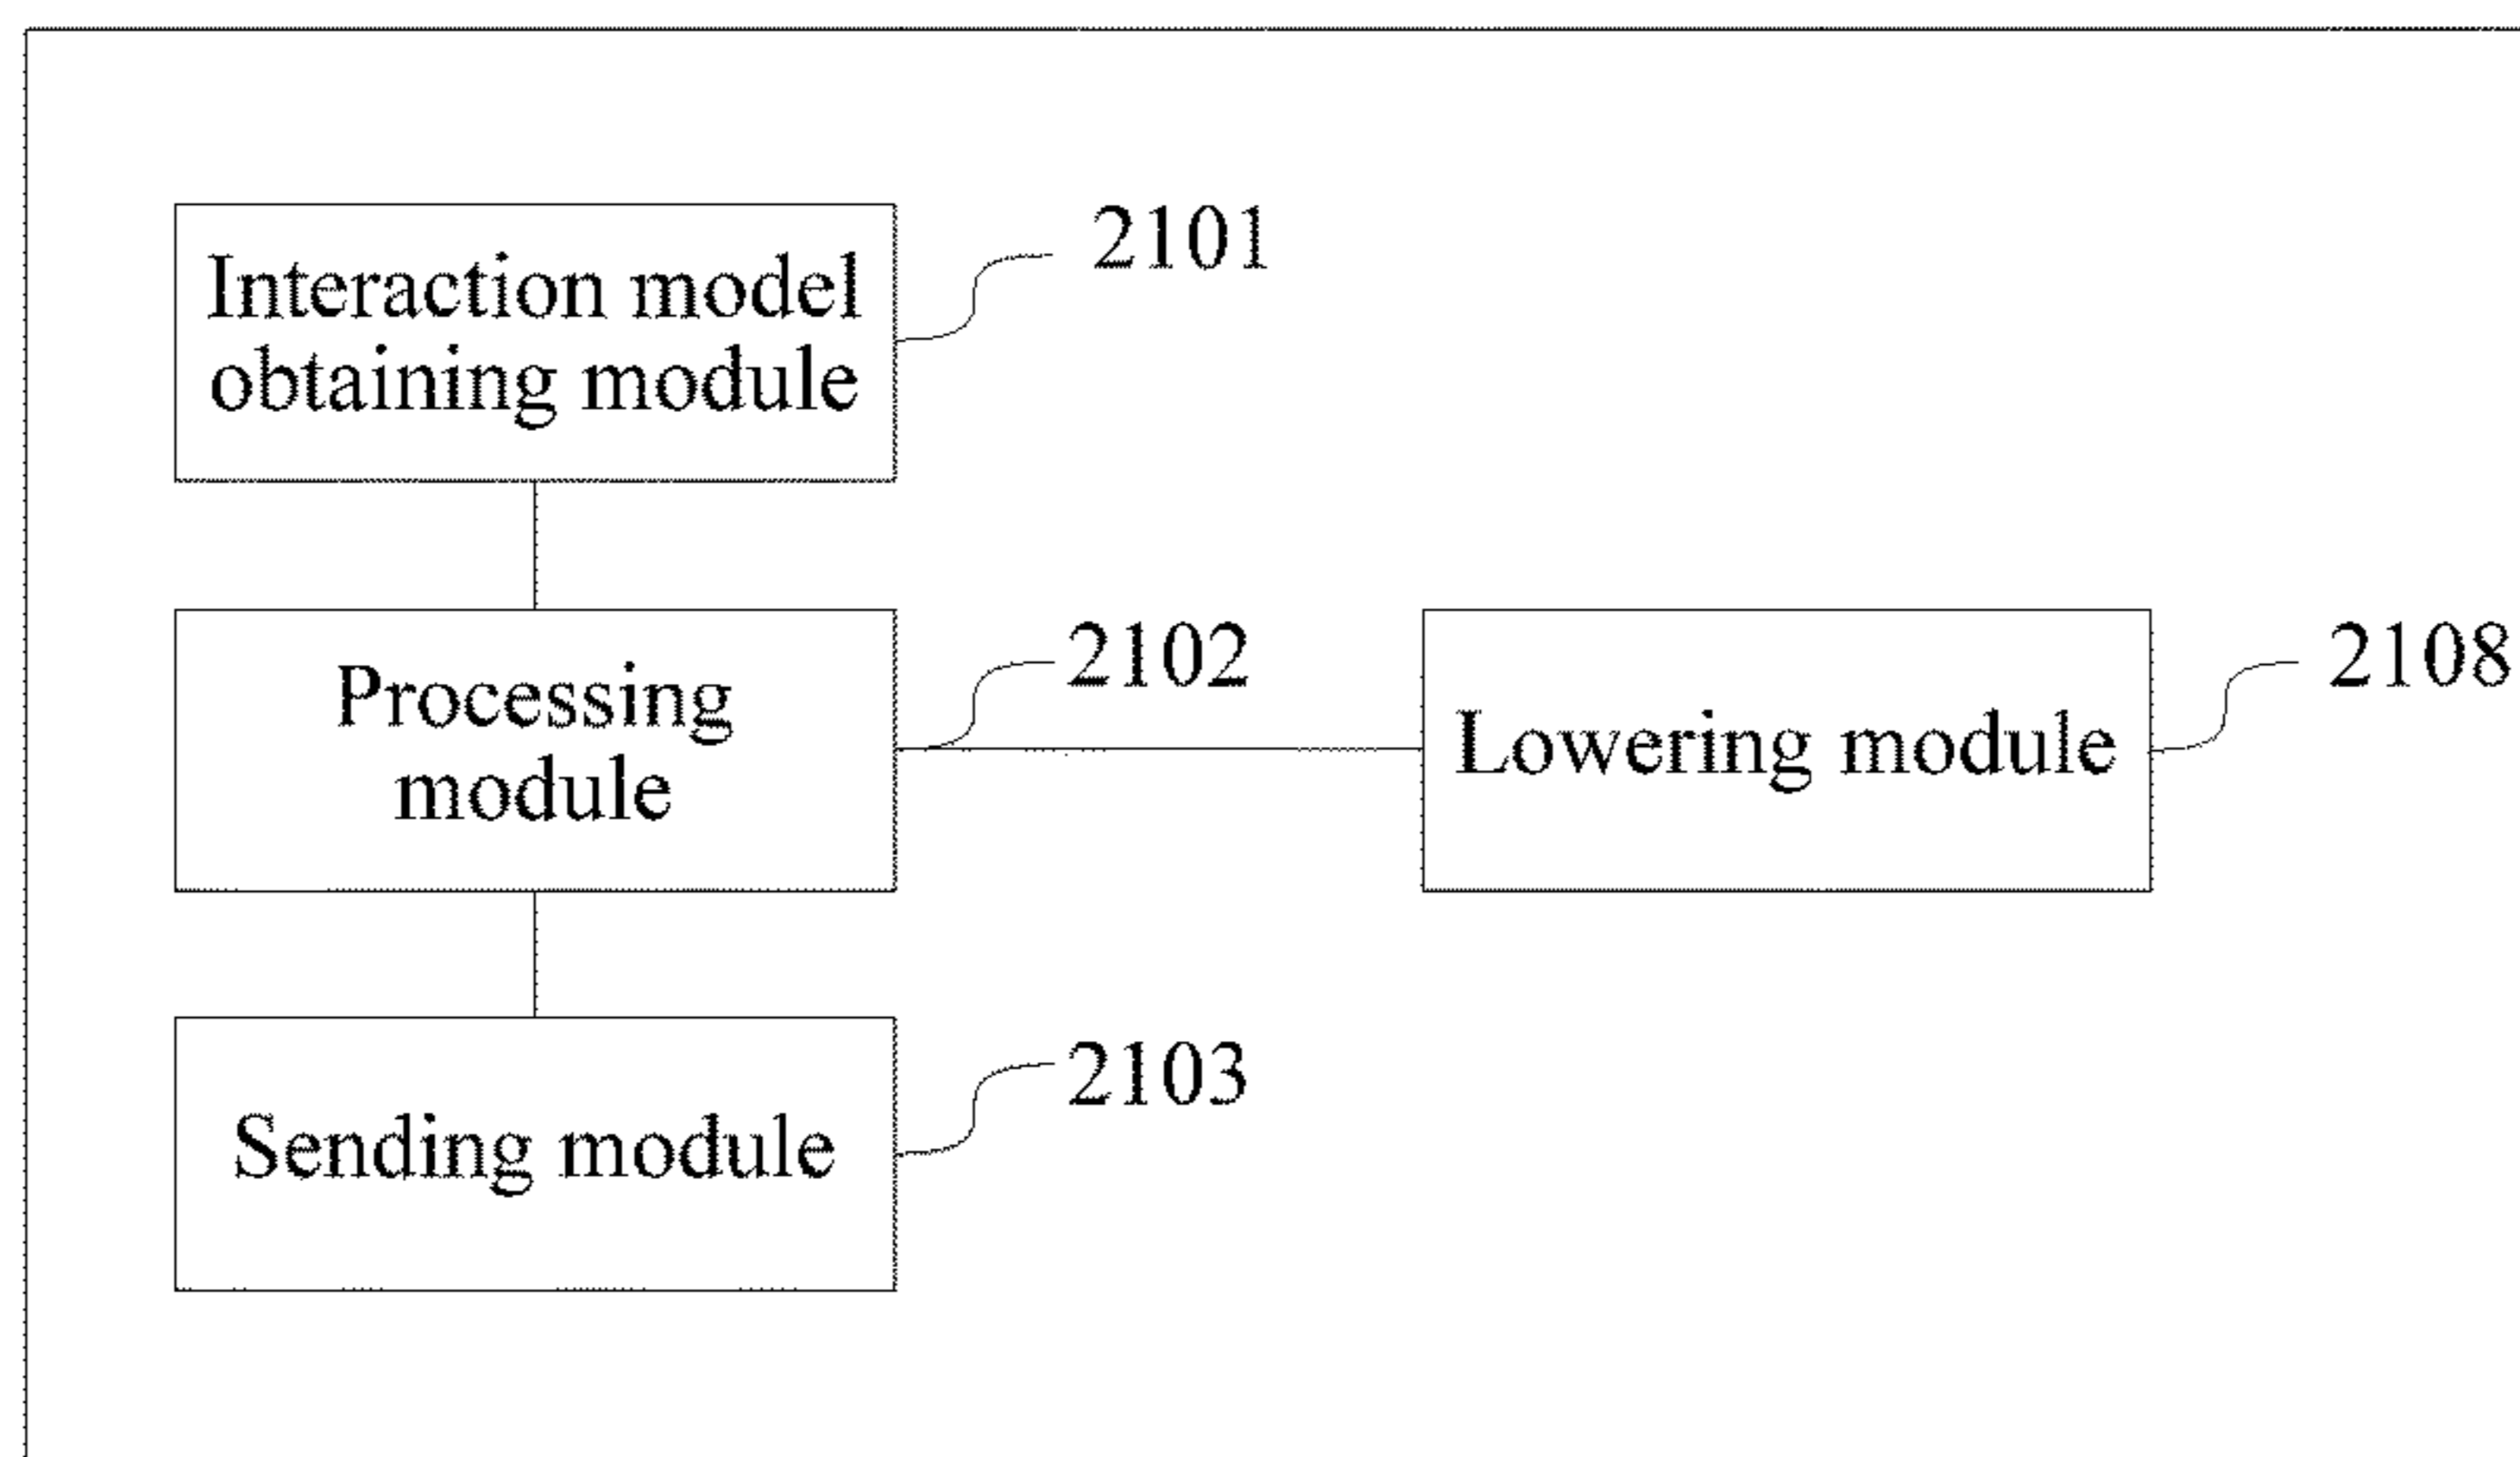 Interaction model
obtaining module
2101
Processing
module
2102
Lowering module
2108
Sending module
2103